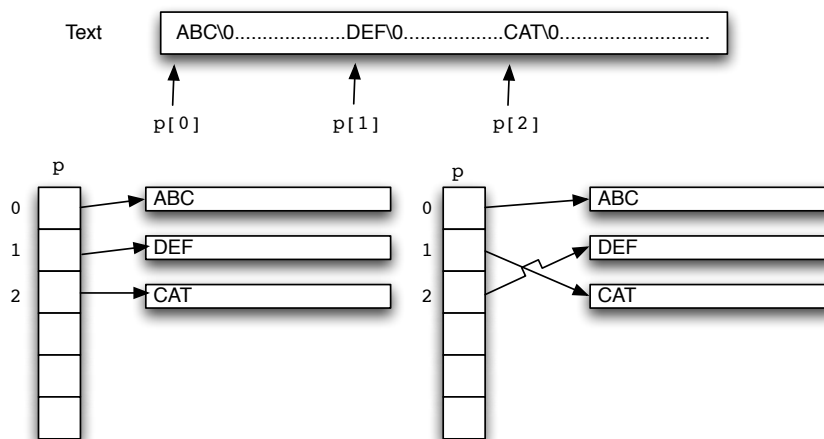 Text ABC\0....................DEF\0..................CAT\0...........................
p[0] p[1] p[2]
p
0 ABC
1 DEF
2 CAT
p
0 ABC
1 DEF
2 CAT